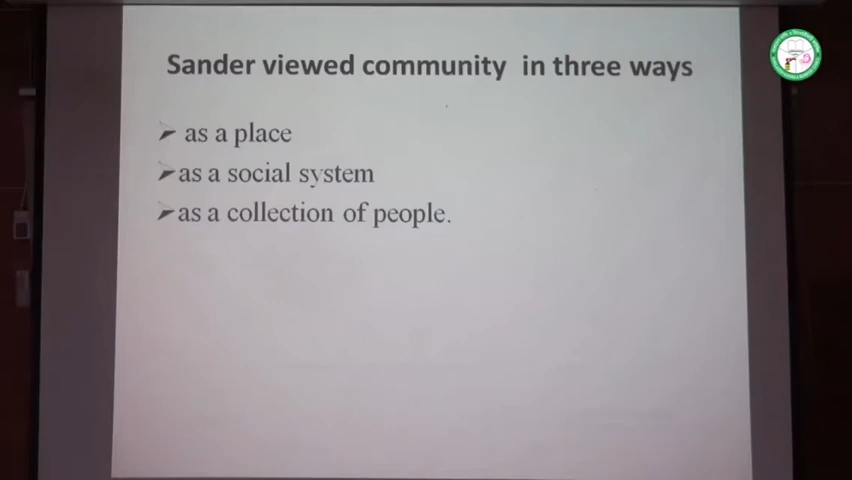 Sander viewed community in three ways
➢ as a place
➢as a social system
➢as a collection of people.